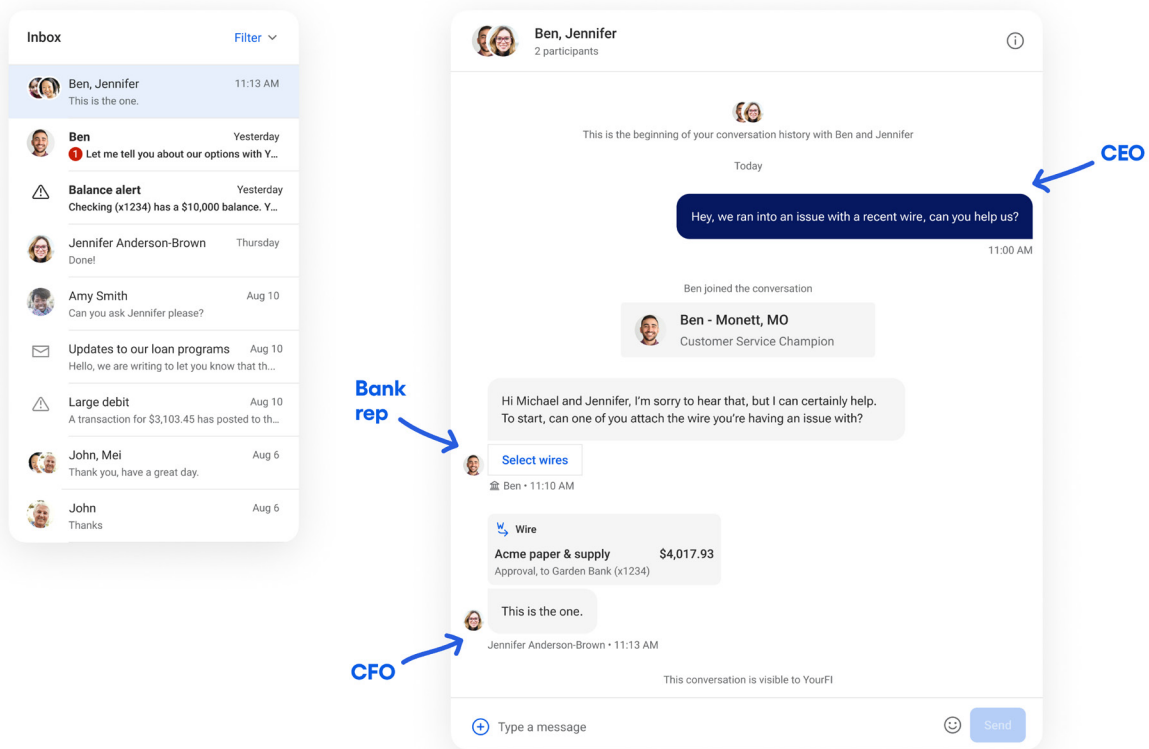 Inbox
Filter
Ben, Jennifer
11:13 AM
This is the one.
Ben
Yesterday
1 Let me tell you about our options with Y...
Balance alert
Yesterday
Checking (x1234) has a $10,000 balance. Y...
Jennifer Anderson-Brown
Thursday
Done!
Amy Smith
Aug 10
Can you ask Jennifer please?
Updates to our loan programs
Aug 10
Hello, we are writing to let you know that th...
Large debit
Aug 10
A transaction for $3,103.45 has posted to th...
John, Mei
Aug 6
Thank you, have a great day.
John
Aug 6
Thanks
Ben, Jennifer
2 participants
This is the beginning of your conversation history with Ben and Jennifer
Today
CEO
Hey, we ran into an issue with a recent wire, can you help us?
11:00 AM
Ben joined the conversation
Ben - Monett, MO
Customer Service Champion
Bank
rep
Hi Michael and Jennifer, I'm sorry to hear that, but I can certainly help.
To start, can one of you attach the wire you're having an issue with?
Select wires
Ben • 11:10 AM
W Wire
Acme paper & supply $4,017.93
Approval, to Garden Bank (x1234)
This is the one.
Jennifer Anderson-Brown • 11:13 AM
CFO
This conversation is visible to YourFI
Type a message
Send